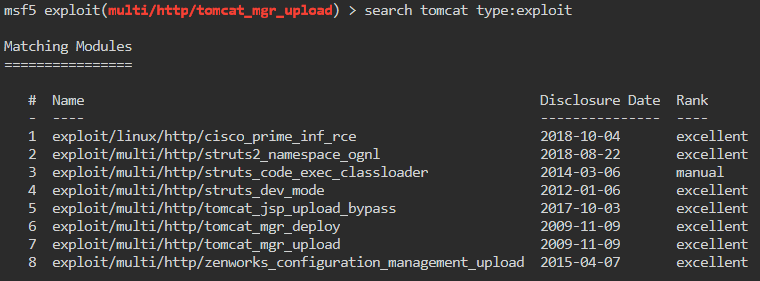 msf5 exploit(multi/http/tomcat_mgr_upload) > search tomcat type:exploit
Matching Modules
================
# Name Disclosure Date Rank
- ---- --------------- ----
1 exploit/linux/http/cisco_prime_inf_rce 2018-10-04 excellent
2 exploit/multi/http/struts2_namespace_ognl 2018-08-22 excellent
3 exploit/multi/http/struts_code_exec_classloader 2014-03-06 manual
4 exploit/multi/http/struts_dev_mode 2012-01-06 excellent
5 exploit/multi/http/tomcat_jsp_upload_bypass 2017-10-03 excellent
6 exploit/multi/http/tomcat_mgr_deploy 2009-11-09 excellent
7 exploit/multi/http/tomcat_mgr_upload 2009-11-09 excellent
8 exploit/multi/http/zenworks_configuration_management_upload 2015-04-07 excellent